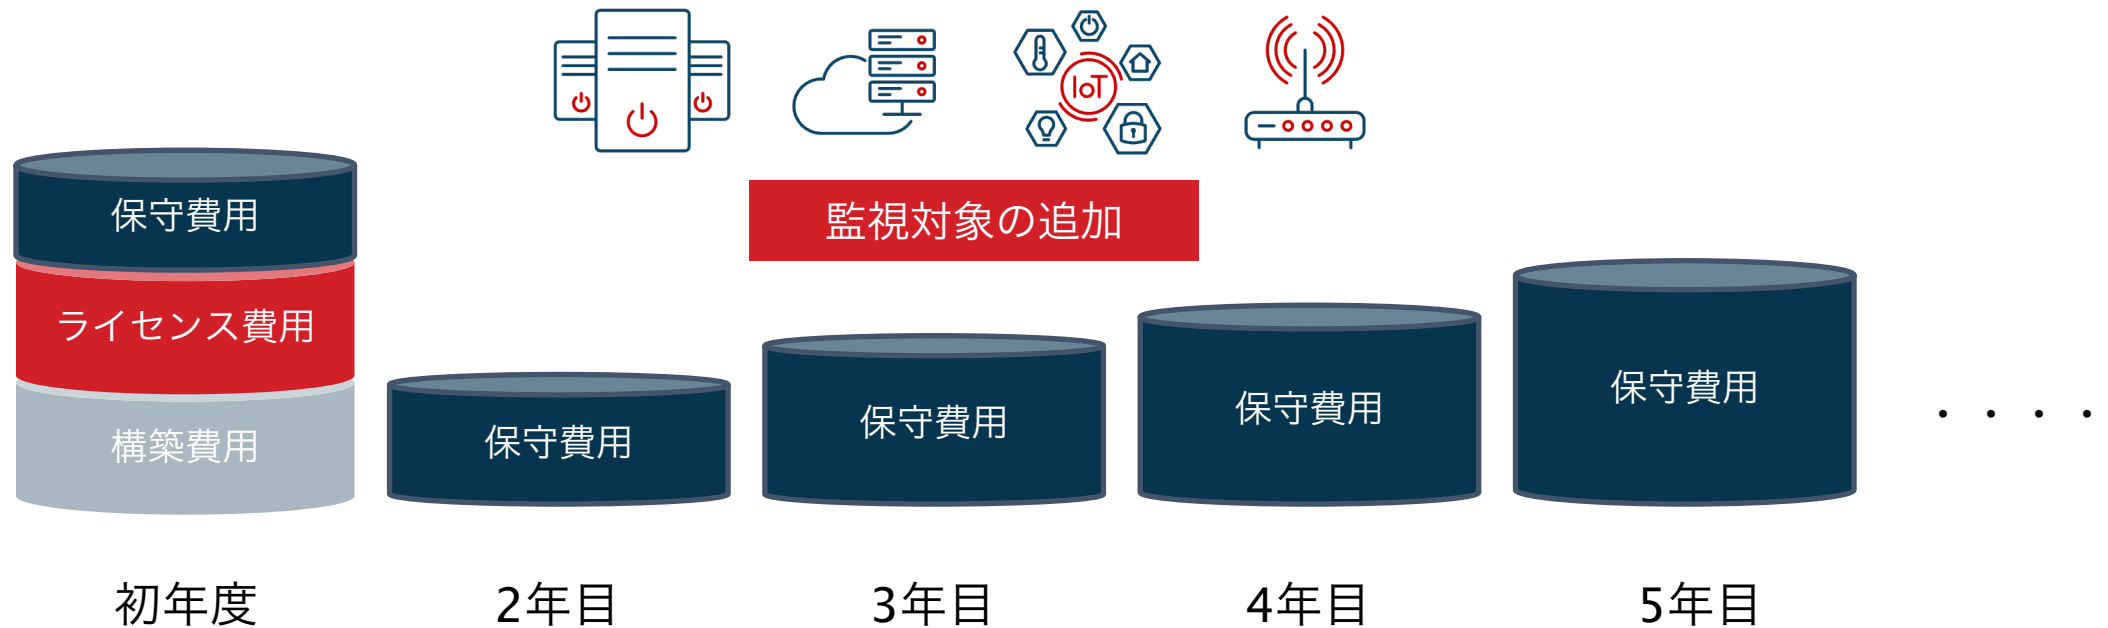 IoT
監視対象の追加
保守費用
ライセンス費用
構築費用
保守費用
保守費用
保守費用
保守費用
・・・・
初年度
2年目
3年目
4年目
5年目